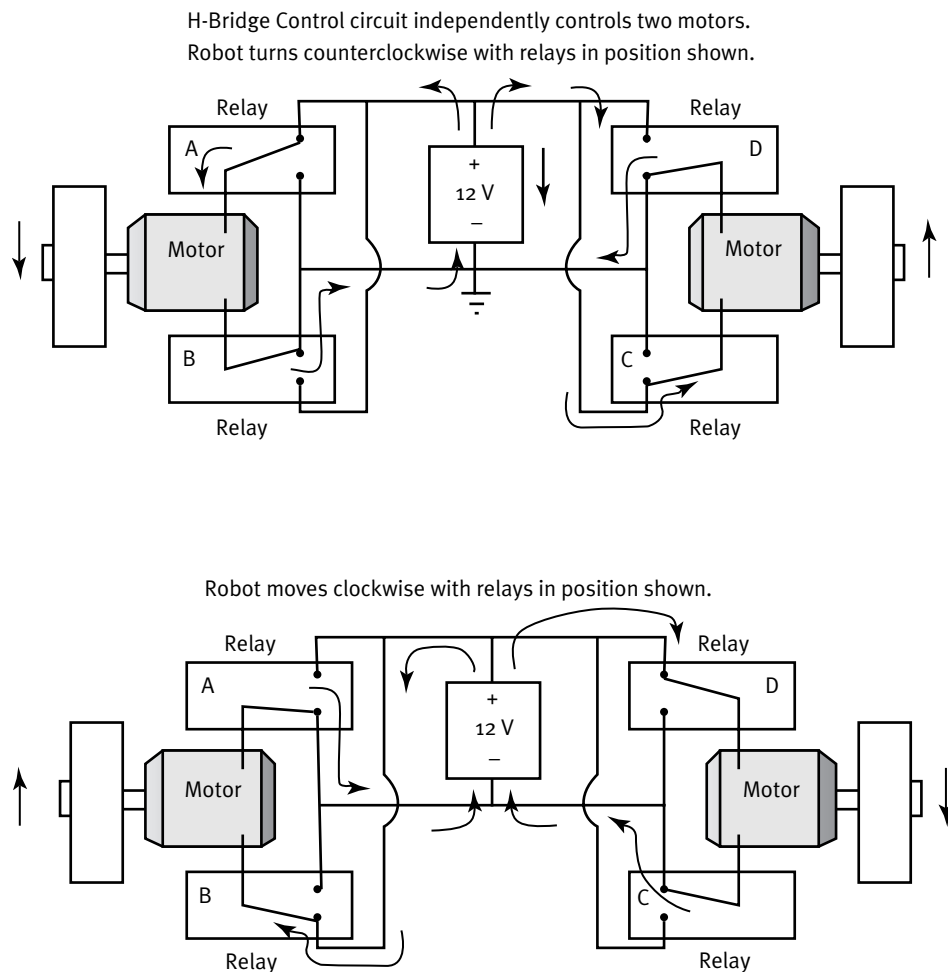 H-Bridge Control circuit independently controls two motors.
Robot turns counterclockwise with relays in position shown.
Relay
Relay
A
D
+
12 V
–
Motor
Motor
B
C
Relay
Relay
Robot moves clockwise with relays in position shown.
Relay
Relay
A
D
+
12 V
–
Motor
Motor
B
C
Relay
Relay